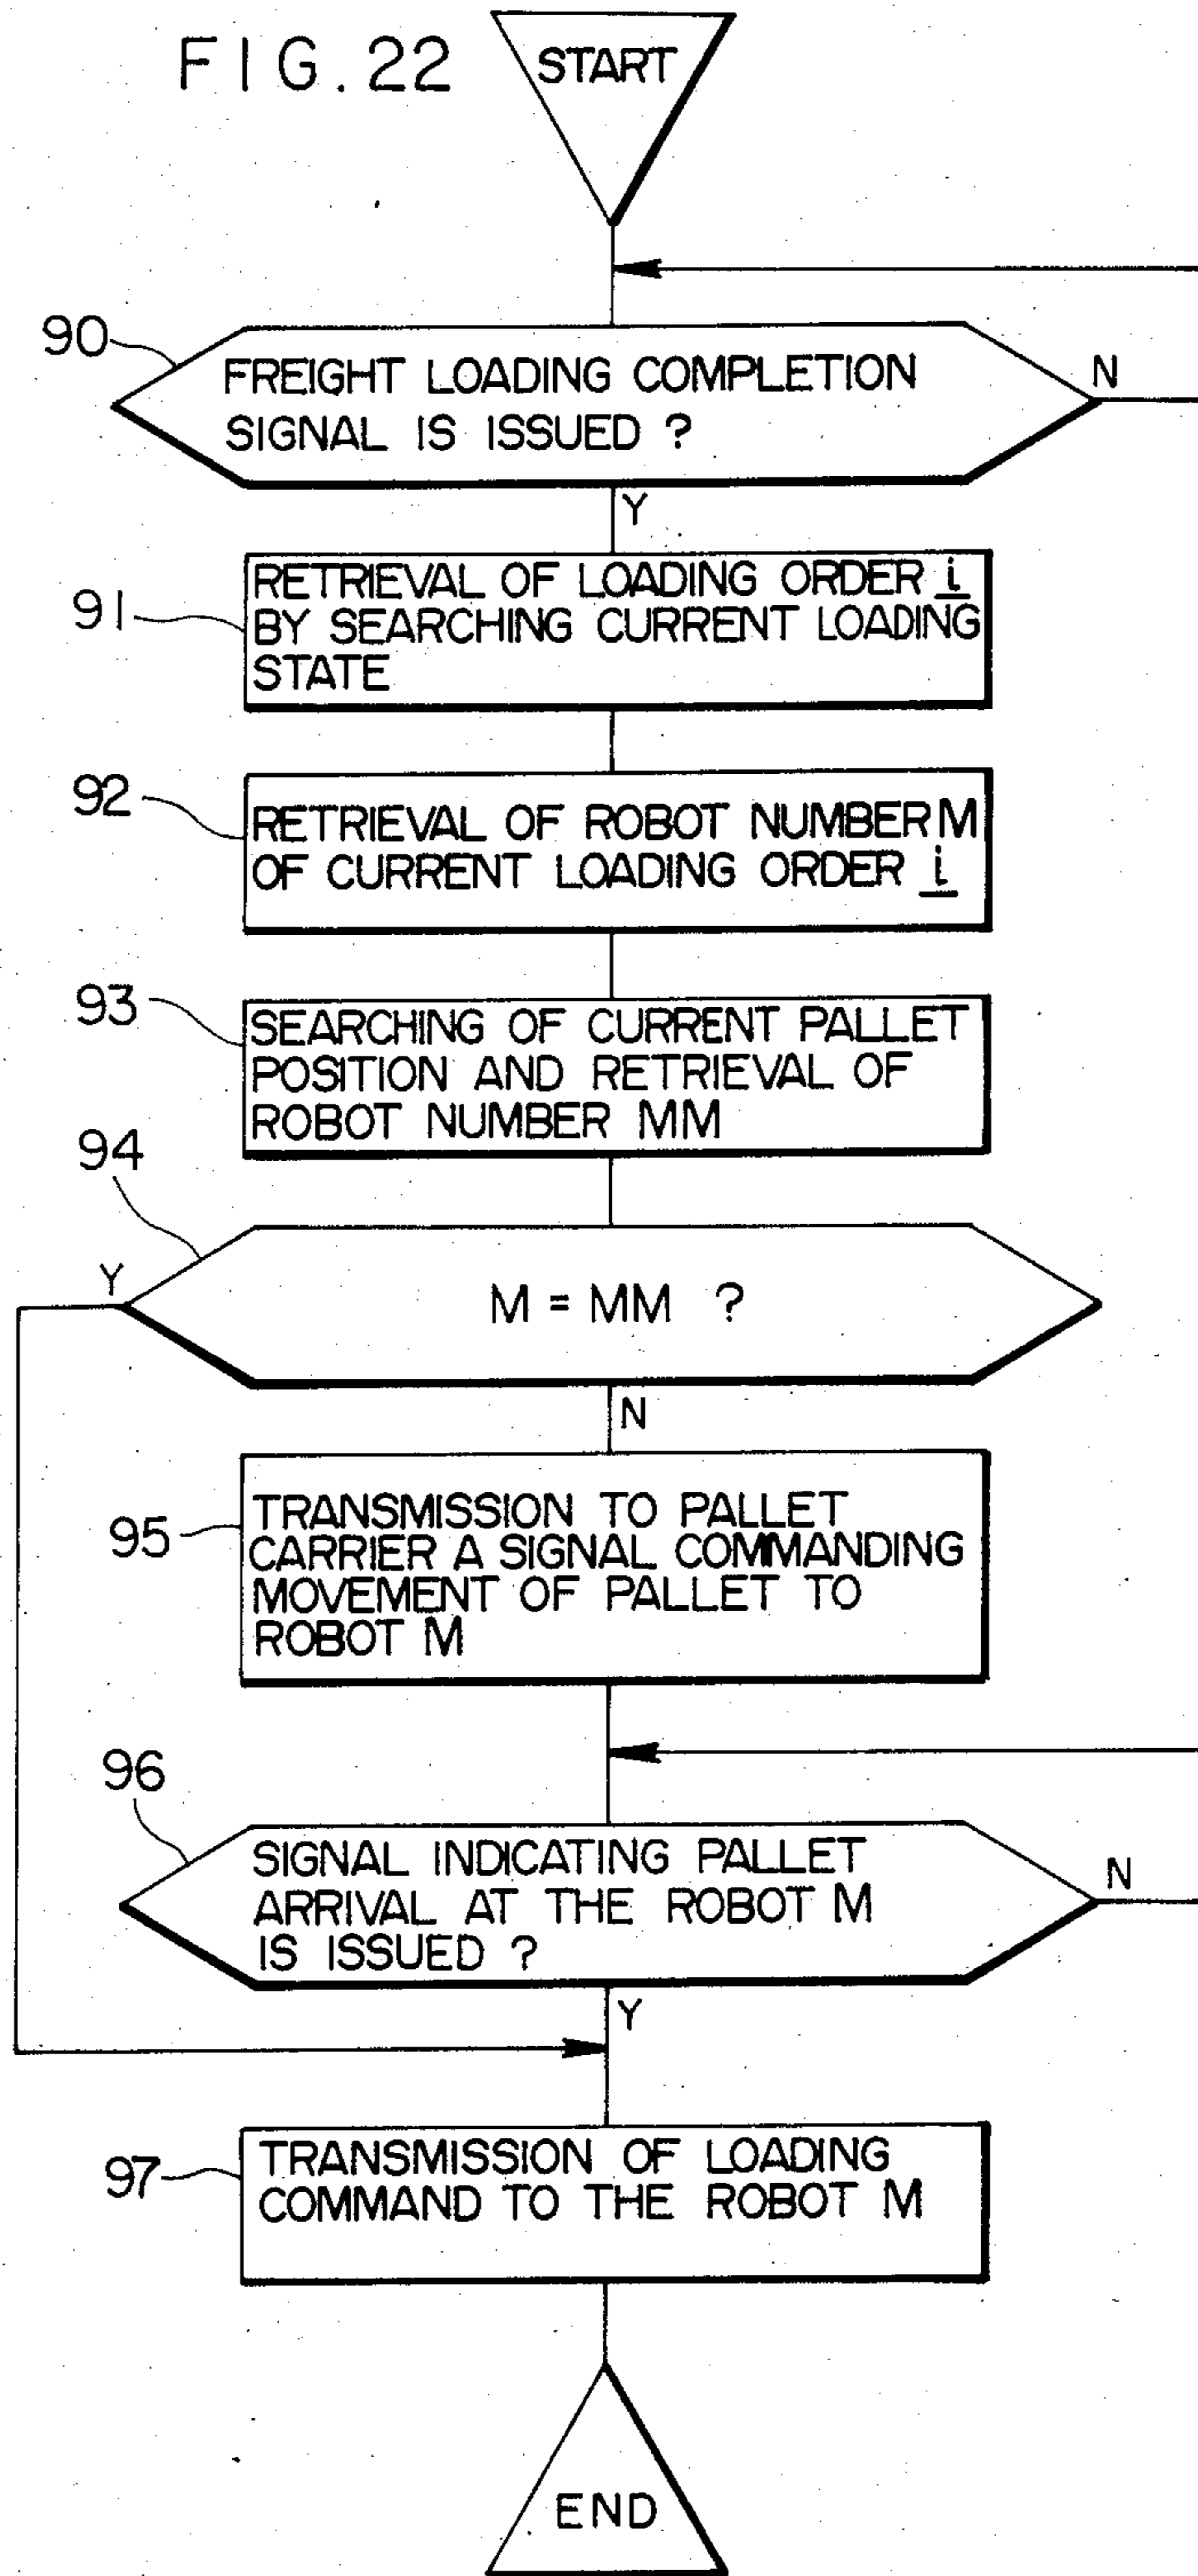 FIG.22
START
90
FREIGHT LOADING COMPLETION
SIGNAL IS ISSUED ?
N
Y
91
RETRIEVAL OF LOADING ORDER i
BY SEARCHING CURRENT LOADING
STATE
92
RETRIEVAL OF ROBOT NUMBER M
OF CURRENT LOADING ORDER i
93
SEARCHING OF CURRENT PALLET
POSITION AND RETRIEVAL OF
ROBOT NUMBER MM
94
Y
M = MM ?
N
95
TRANSMISSION TO PALLET
CARRIER A SIGNAL COMMANDING
MOVEMENT OF PALLET TO
ROBOT M
96
SIGNAL INDICATING PALLET
ARRIVAL AT THE ROBOT M
IS ISSUED ?
N
Y
97
TRANSMISSION OF LOADING
COMMAND TO THE ROBOT M
END